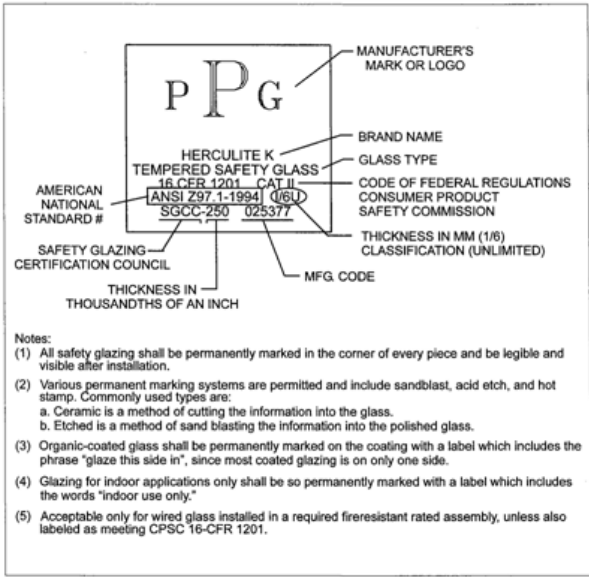 P P G
MANUFACTURER'S
MARK OR LOGO
HERCULITE K
BRAND NAME
TEMPERED SAFETY GLASS
GLASS TYPE
16 CFR 1201 CAT II
CODE OF FEDERAL REGULATIONS
CONSUMER PRODUCT
SAFETY COMMISSION
AMERICAN
NATIONAL
STANDARD #
ANSI Z97.1-1994 1/6U
SGCC-250 025377
THICKNESS IN MM (1/6)
CLASSIFICATION (UNLIMITED)
SAFETY GLAZING
CERTIFICATION COUNCIL
MFG. CODE
THICKNESS IN
THOUSANDTHS OF AN INCH
Notes:
(1) All safety glazing shall be permanently marked in the corner of every piece and be legible and
visible after installation.
(2) Various permanent marking systems are permitted and include sandblast, acid etch, and hot
stamp. Commonly used types are:
a. Ceramic is a method of cutting the information into the glass.
b. Etched is a method of sand blasting the information into the polished glass.
(3) Organic-coated glass shall be permanently marked on the coating with a label which includes the
phrase "glaze this side in", since most coated glazing is on only one side.
(4) Glazing for indoor applications only shall be so permanently marked with a label which includes
the words "indoor use only."
(5) Acceptable only for wired glass installed in a required fireresistant rated assembly, unless also
labeled as meeting CPSC 16-CFR 1201.